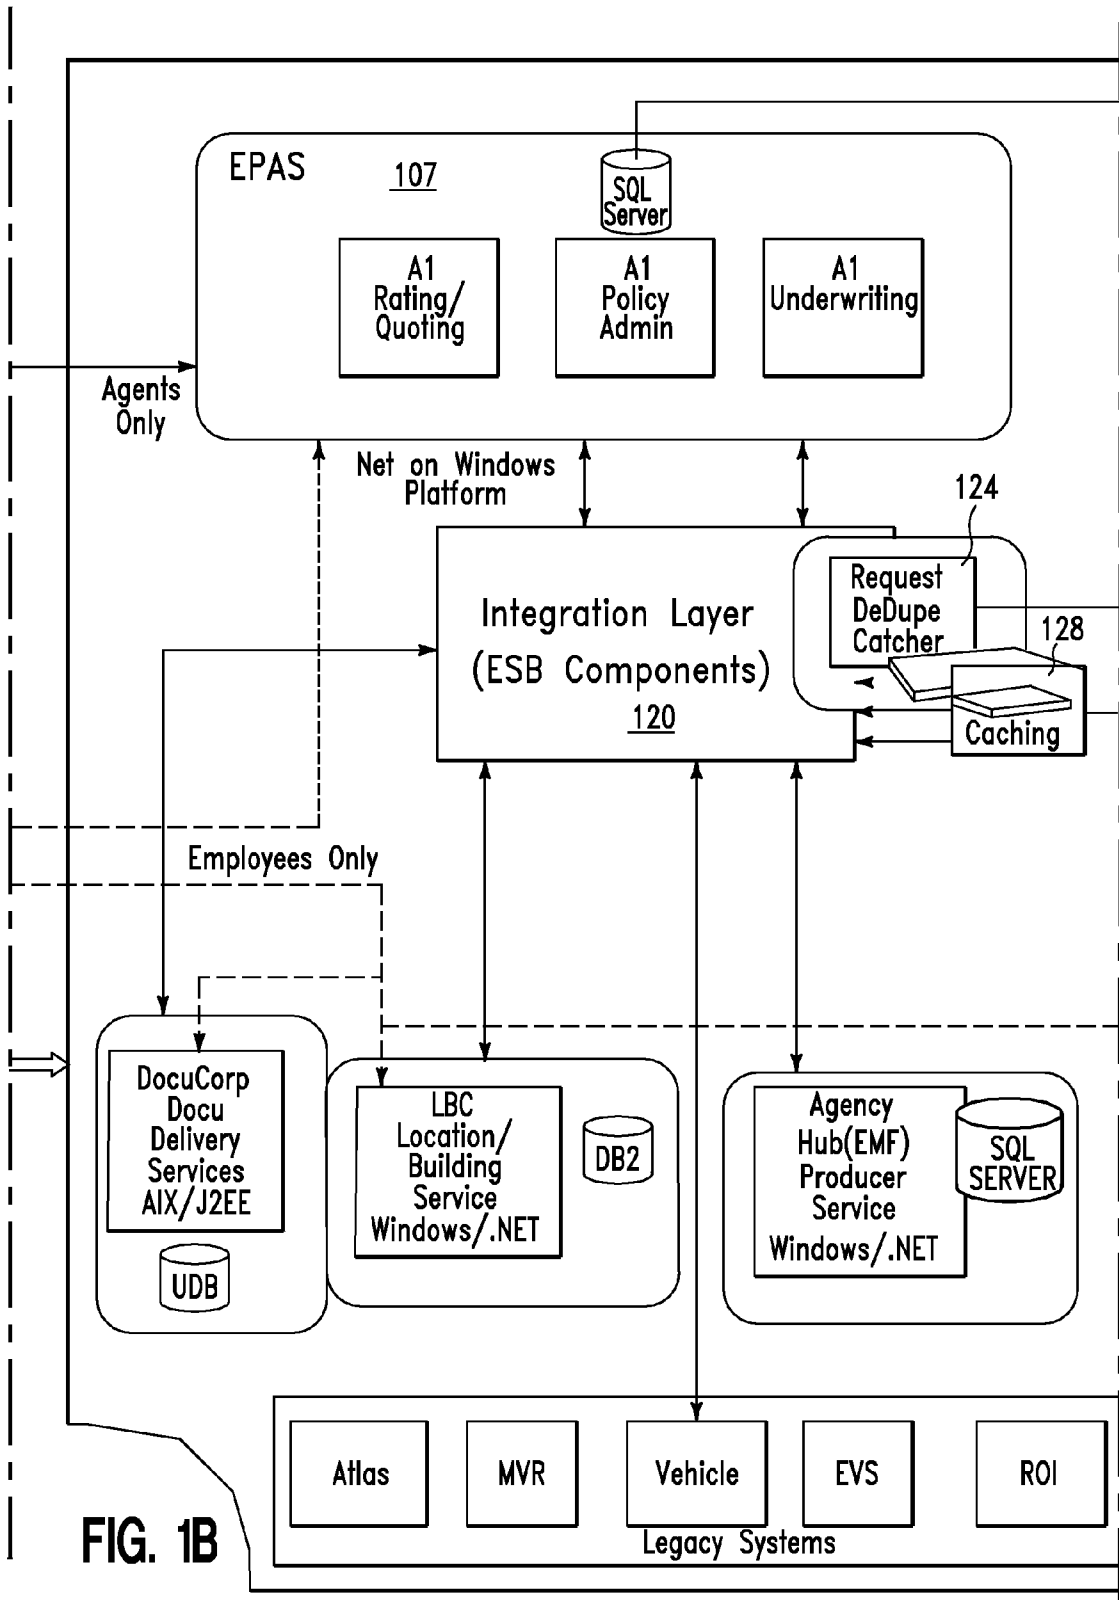 EPAS
107
SQL
Server
A1
Rating/
Quoting
A1
Policy
Admin
A1
Underwriting
Agents
Only
Net on Windows
Platform
124
Request
DeDupe
Catcher
Integration Layer
(ESB Components)
120
128
Caching
Employees Only
DocuCorp
Docu
Delivery
Services
AIX/J2EE
UDB
LBC
Location/
Building
Service
Windows/.NET
DB2
Agency
Hub(EMF)
Producer
Service
Windows/.NET
SQL
SERVER
Atlas
MVR
Vehicle
EVS
ROI
Legacy Systems
FIG. 1B